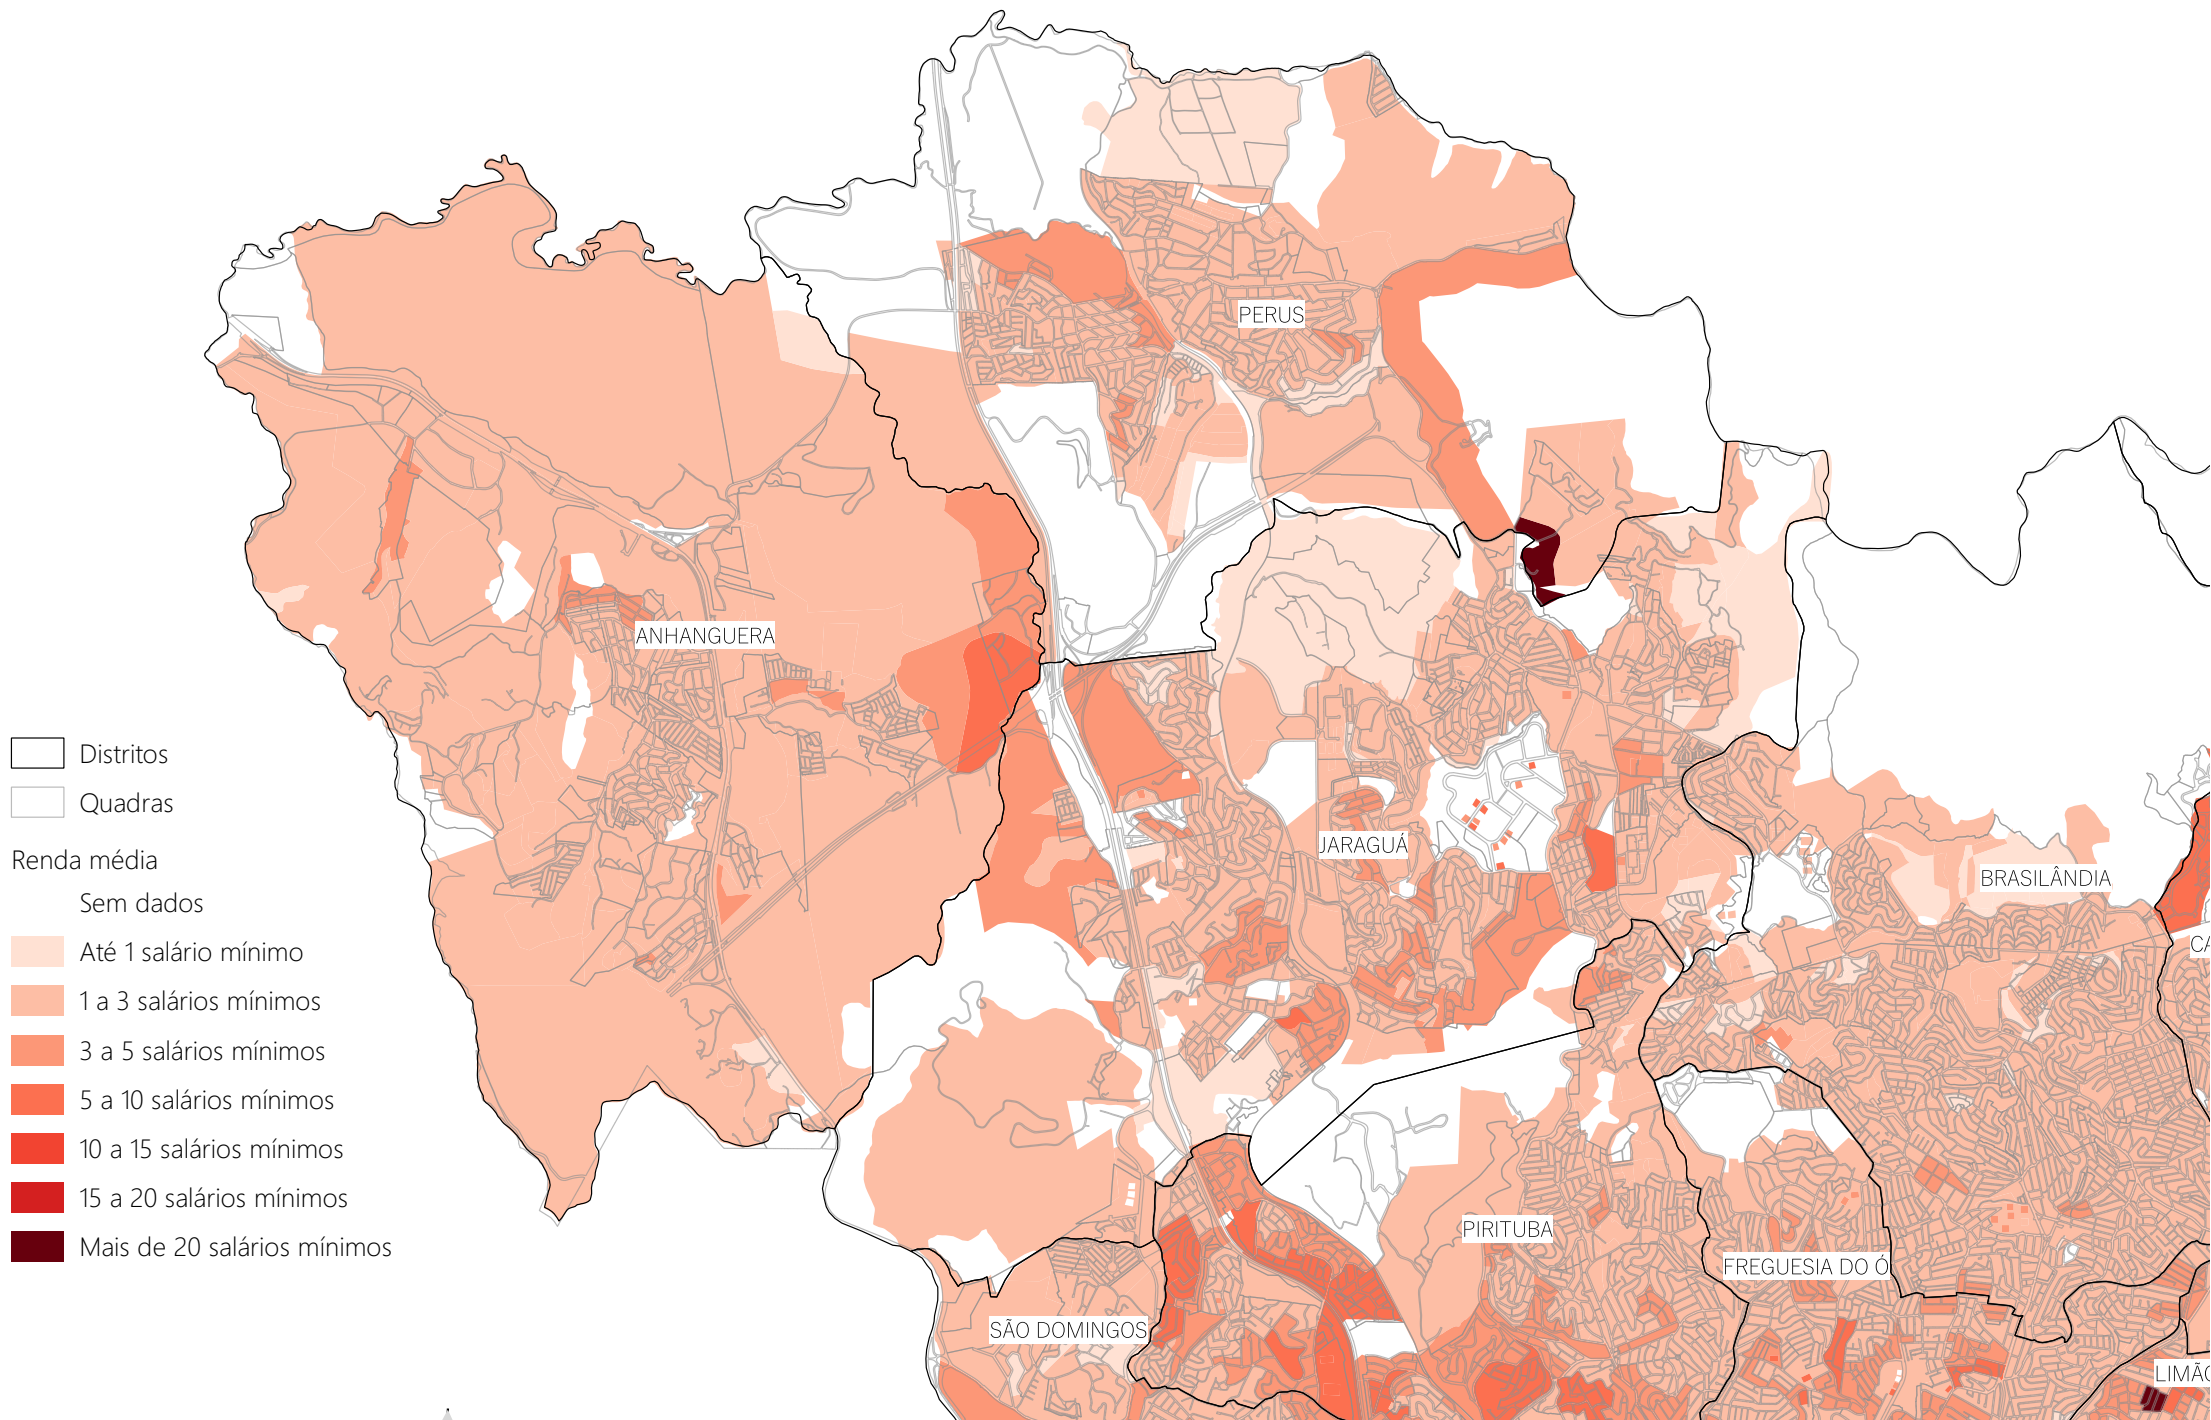 PERUS
ANHANGUERA
JARAGUÁ
BRASILÂNDIA
CA
PIRITUBA
FREGUESIA DO Ó
SÃO DOMINGOS
LIMÃO
Distritos
Quadras
Renda média
Sem dados
Até 1 salário mínimo
1 a 3 salários mínimos
3 a 5 salários mínimos
5 a 10 salários mínimos
10 a 15 salários mínimos
15 a 20 salários mínimos
Mais de 20 salários mínimos